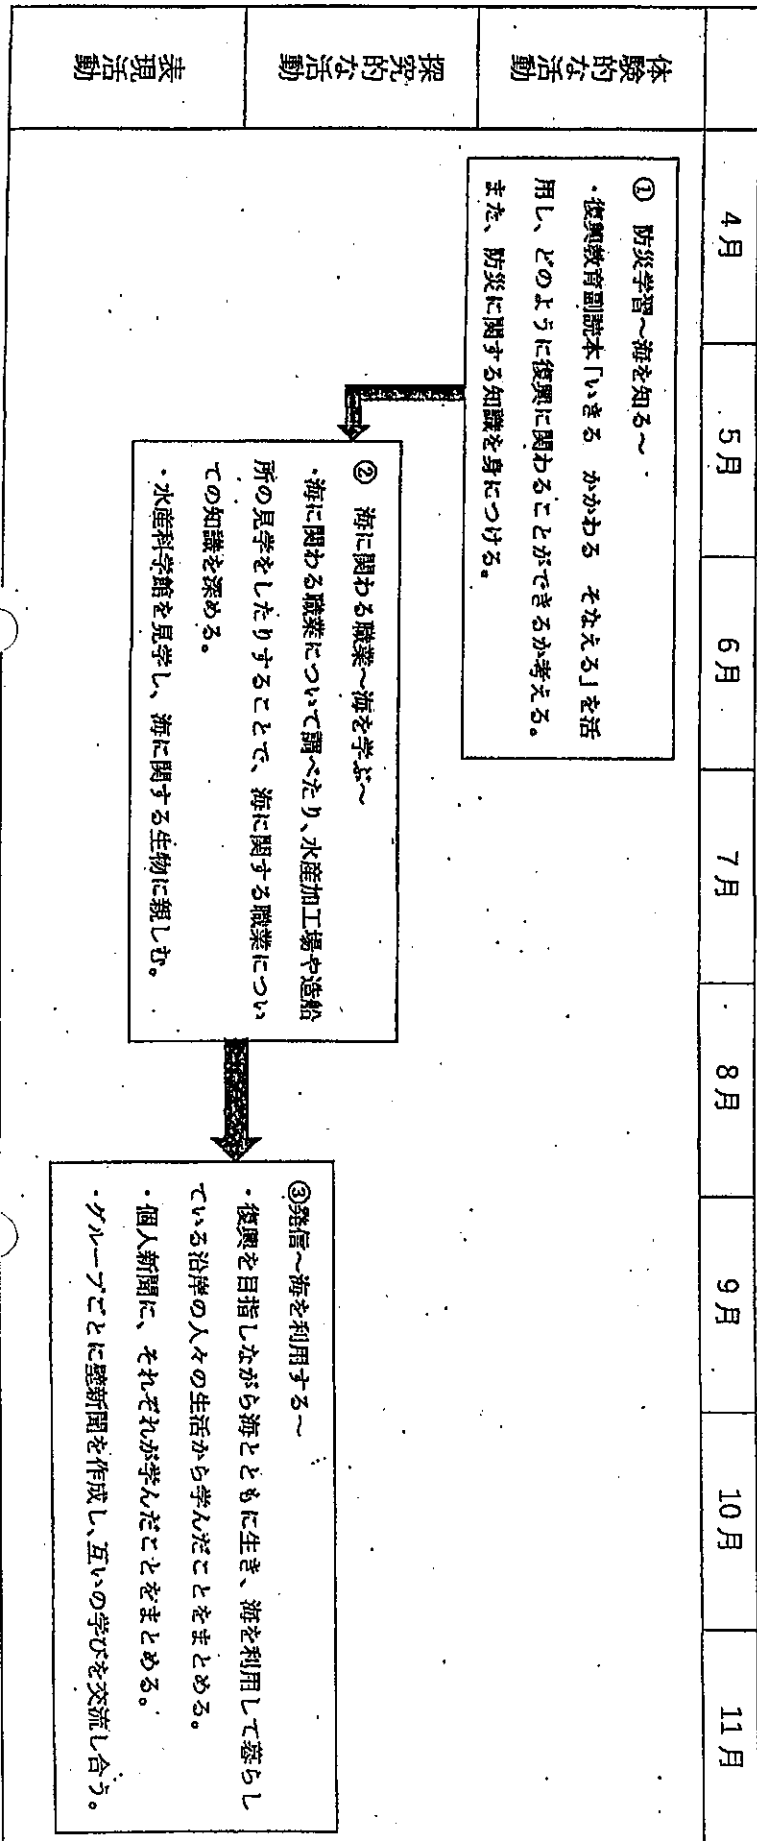 4月
5月
6月
7月
8月
9月
10月
11月
体験的な活動
探究的な活動
表現活動
① 防災学習～海を知る～
・復興教育副読本「いきる かかわる そなえる」を活
用し、どのように復興に関わることができるか考える。
また、防災に関する知識を身につける。
② 海に関わる職業～海を学ぶ～
・海に関わる職業について調べたり、水産加工場や造船
所の見学をしたりすることで、海に関する職業につい
ての知識を深める。
・水産科学館を見学し、海に関する生物に親しむ。
③発信～海を利用する～
・復興を目指しながら海とともに生き、海を利用して暮らし
ている沿岸の人々の生活から学んだことをまとめる。
・個人新聞に、それぞれが学んだことをまとめる。
・グループごとに壁新聞を作成し、互いの学びを交流し合う。